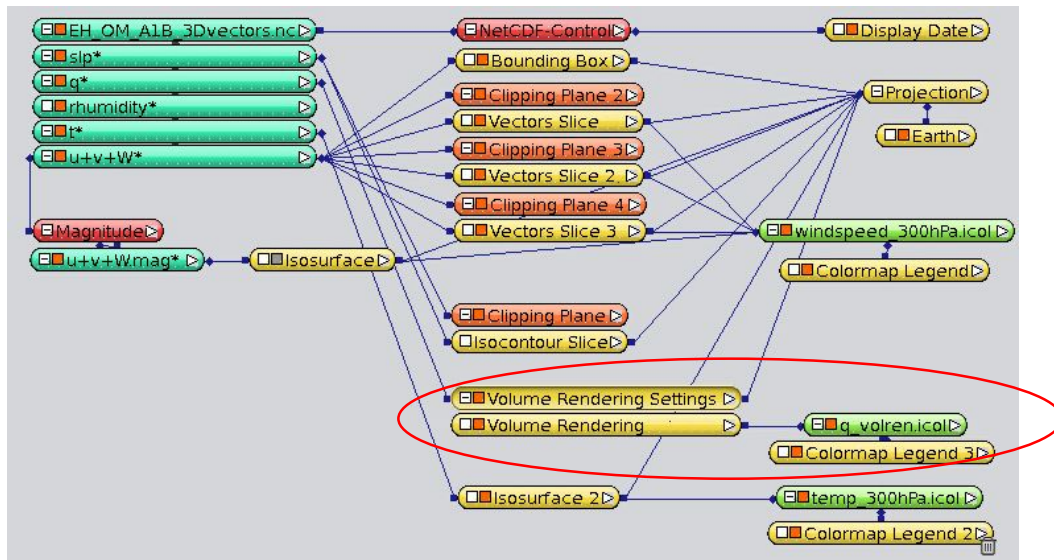 EH_OM_A1B_3Dvectors.nc
NetCDF-Control
Display Date
slp*
Bounding Box
q*
Clipping Plane 2
Projection
rhumidity*
Vectors Slice
t*
Clipping Plane 3
Earth
u+v+W*
Vectors Slice 2
Clipping Plane 4
Magnitude
Vectors Slice 3
windspeed_300hPa.icol
u+v+W.mag*
Isosurface
Colormap Legend
Clipping Plane
Isocontour Slice
Volume Rendering Settings
Volume Rendering
q_volren.icol
Colormap Legend 3
Isosurface 2
temp_300hPa.icol
Colormap Legend 2